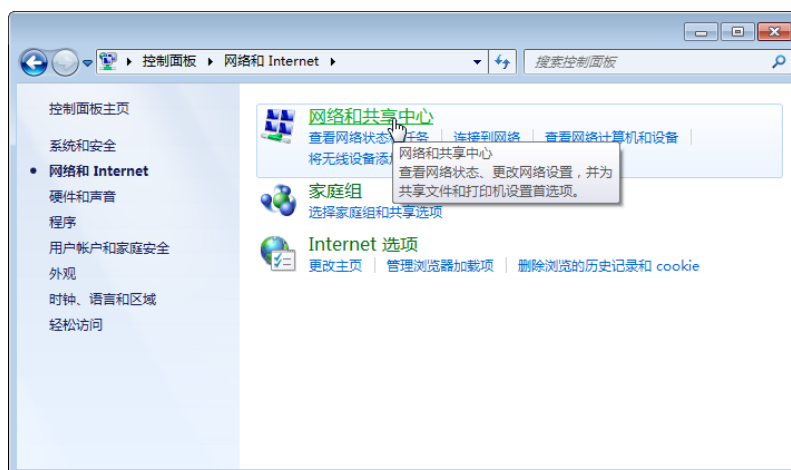 控制面板 网络和 Internet
搜索控制面板
控制面板主页
系统和安全
网络和 Internet
硬件和声音
程序
用户帐户和家庭安全
外观
时钟、语言和区域
轻松访问
网络和共享中心
查看网络状态 任务 连接到网络 查看网络计算机和设备
将无线设备添
网络和共享中心
查看网络状态、更改网络设置，并为
共享文件和打印机设置首选项。
家庭组
选择家庭组和共享选项
Internet 选项
更改主页 管理浏览器加载项 删除浏览的历史记录和 cookie